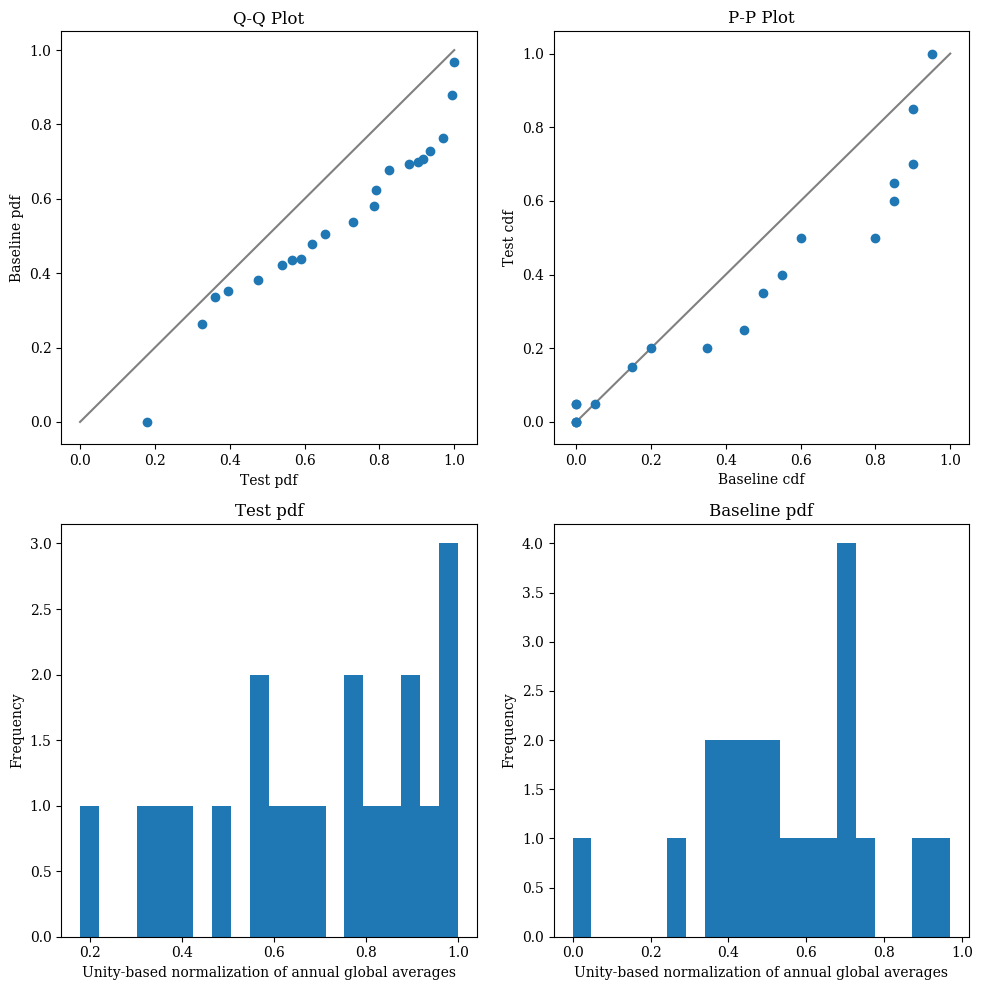 Q-Q Plot
1.0
0.8
0.6
0.4
0.2
0.0
Baseline pdf
0.0 0.2 0.4 0.6 0.8 1.0
Test pdf
P-P Plot
1.0
0.8
0.6
0.4
0.2
0.0
Test cdf
0.0 0.2 0.4 0.6 0.8 1.0
Baseline cdf
Test pdf
3.0
2.5
2.0
1.5
1.0
0.5
0.0
Frequency
0.2 0.4 0.6 0.8 1.0
Unity-based normalization of annual global averages
Baseline pdf
4.0
3.5
3.0
2.5
2.0
1.5
1.0
0.5
0.0
Frequency
0.0 0.2 0.4 0.6 0.8 1.0
Unity-based normalization of annual global averages